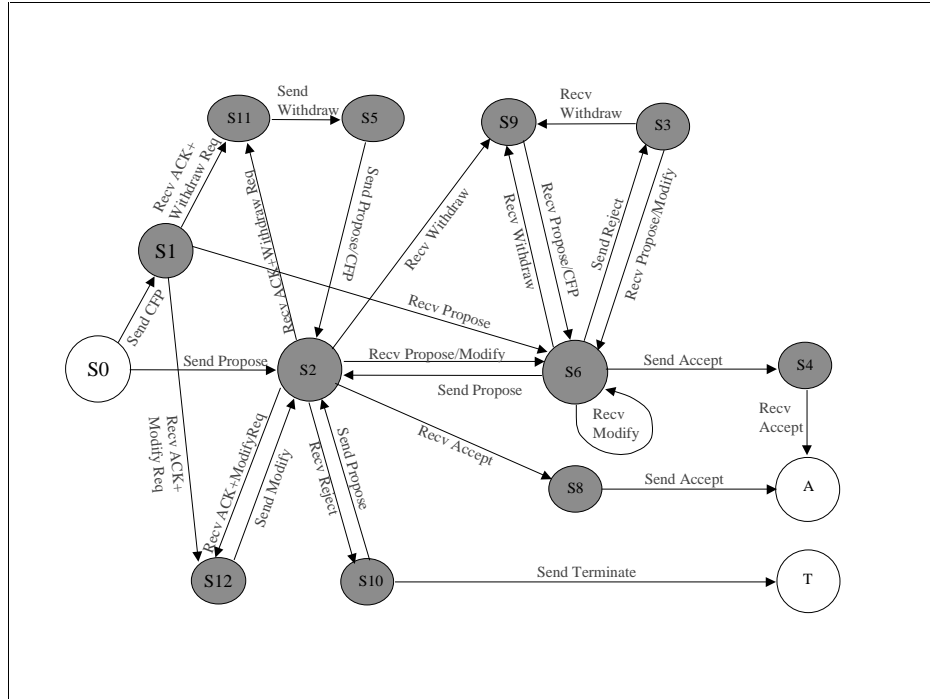 Send
Withdraw
S11
S5
Recv
Withdraw
S9
S3
Recv ACK+
Withdraw Req
Recv ACK+Withdraw Req
Send Propose/CFP
Recv Withdraw
Recv Withdraw
Recv Propose/CFP
Send Reject
Recv Propose/Modify
S1
Send CFP
Recv Propose
S0
Send Propose
S2
Recv Propose/Modify
Send Propose
S6
Send Accept
S4
Recv
Modify
Recv
Accept
Recv ACK+
Modify Req
Recv ACK+ModifyReq
Send Modify
Recv Reject
Send Propose
Recv Accept
S8
Send Accept
A
S12
S10
Send Terminate
T